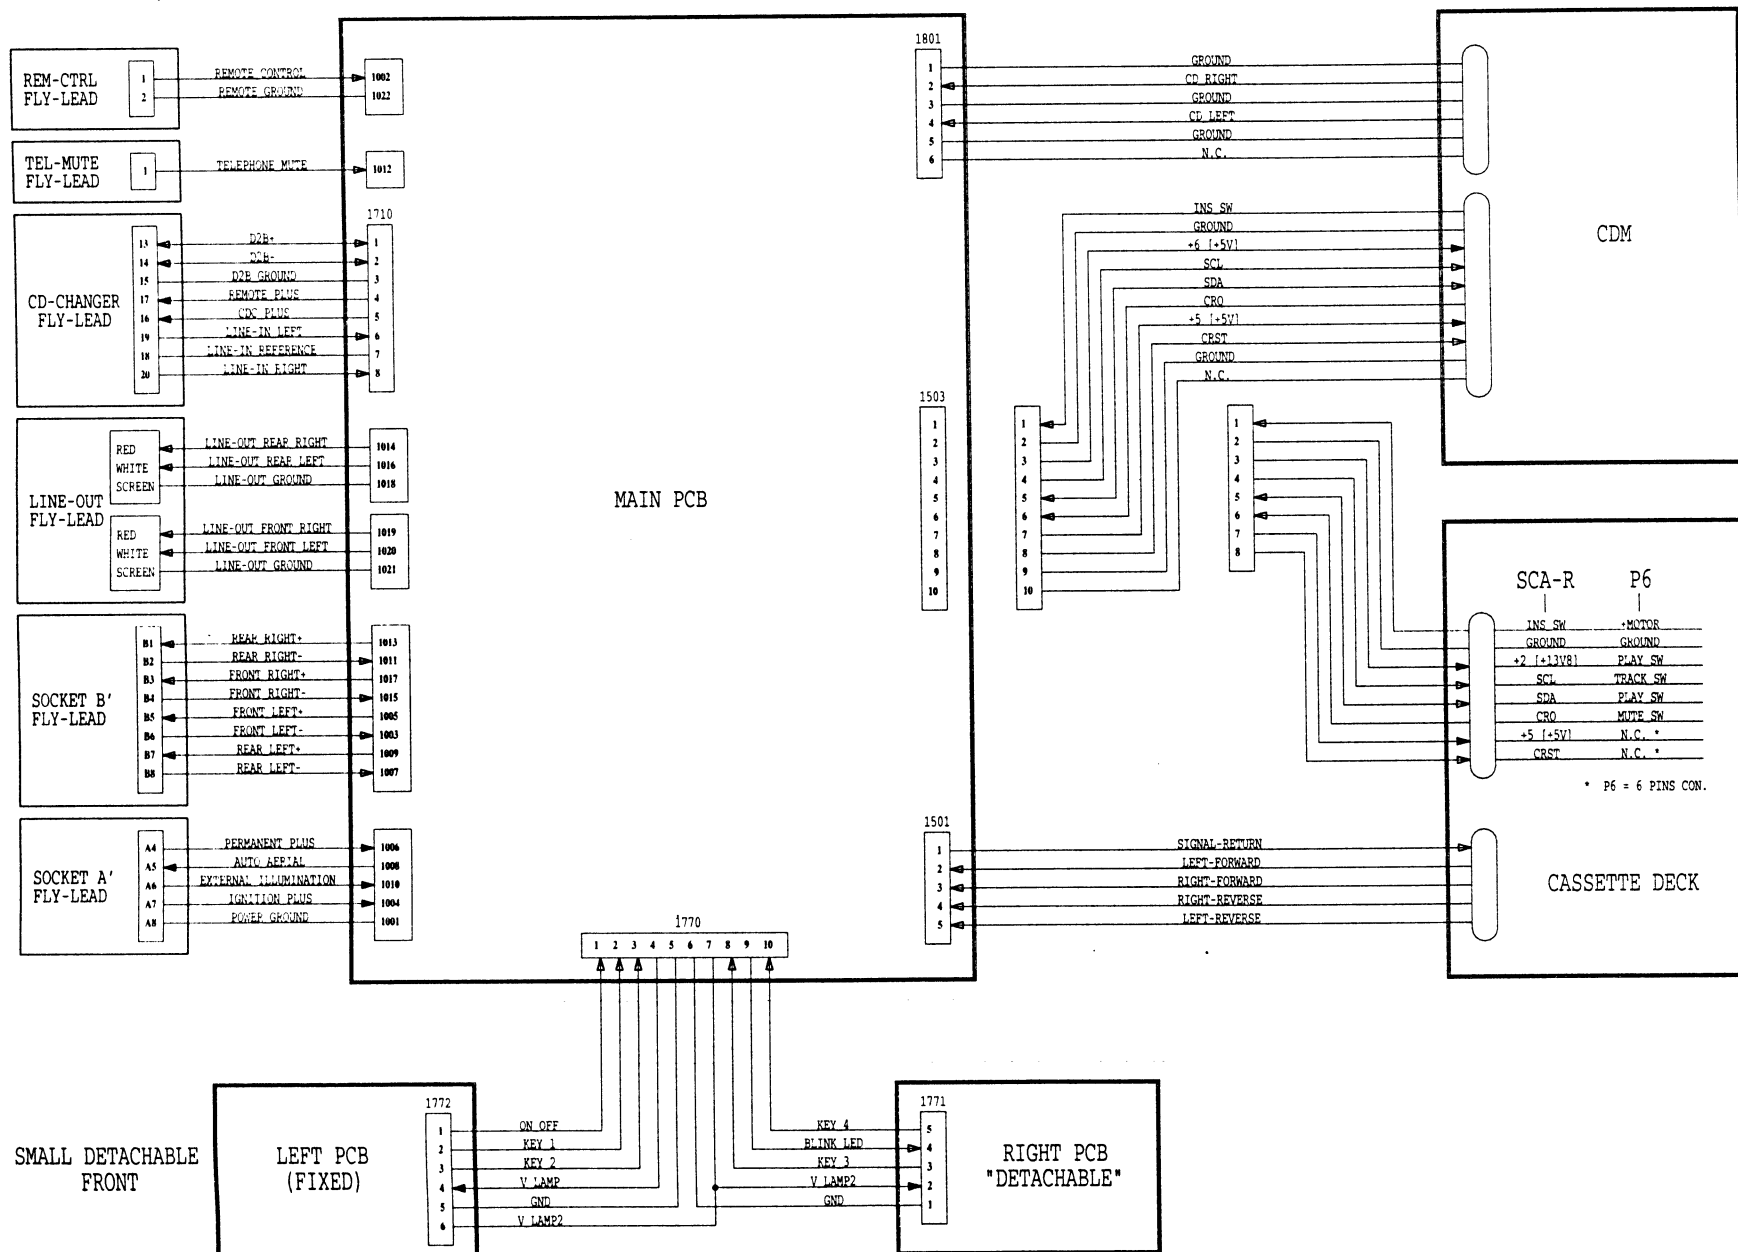 REM-CTRL
FLY-LEAD
1
2
REMOTE CONTROL
REMOTE GROUND
1002
1022
TEL-MUTE
FLY-LEAD
1
TELEPHONE MUTE
1012
CD-CHANGER
FLY-LEAD
13
14
15
17
16
19
18
20
D2B+
D2B-
D2B GROUND
REMOTE PLUS
CDC PLUS
LINE-IN LEFT
LINE-IN REFERENCE
LINE-IN RIGHT
1710
1
2
3
4
5
6
7
8
LINE-OUT
FLY-LEAD
RED
WHITE
SCREEN
LINE-OUT REAR RIGHT
LINE-OUT REAR LEFT
LINE-OUT GROUND
1014
1016
1018
RED
WHITE
SCREEN
LINE-OUT FRONT RIGHT
LINE-OUT FRONT LEFT
LINE-OUT GROUND
1019
1020
1021
SOCKET B'
FLY-LEAD
B1
B2
B3
B4
B5
B6
B7
B8
REAR RIGHT+
REAR RIGHT-
FRONT RIGHT+
FRONT RIGHT-
FRONT LEFT+
FRONT LEFT-
REAR LEFT+
REAR LEFT-
1013
1011
1017
1015
1005
1003
1009
1007
SOCKET A'
FLY-LEAD
A4
A5
A6
A7
A8
PERMANENT PLUS
AUTO AERIAL
EXTERNAL ILLUMINATION
IGNITION PLUS
POWER GROUND
1006
1008
1010
1004
1001
MAIN PCB
1801
1
2
3
4
5
6
GROUND
CD RIGHT
GROUND
CD LEFT
GROUND
N.C.
CDM
INS SW
GROUND
+6 [+5V]
SCL
SDA
CRQ
+5 [+5V]
CRST
GROUND
N.C.
1503
1
2
3
4
5
6
7
8
9
10
1
2
3
4
5
6
7
8
9
10
1
2
3
4
5
6
7
8
SCA-R P6
INS SW +MOTOR
GROUND GROUND
+2 [+13V8] PLAY SW
SCL TRACK SW
SDA PLAY SW
CRQ MUTE SW
+5 [+5V] N.C. *
CRST N.C. *
* P6 = 6 PINS CON.
1501
1
2
3
4
5
SIGNAL-RETURN
LEFT-FORWARD
RIGHT-FORWARD
RIGHT-REVERSE
LEFT-REVERSE
CASSETTE DECK
1770
1 2 3 4 5 6 7 8 9 10
SMALL DETACHABLE
FRONT
LEFT PCB
(FIXED)
1772
1
2
3
4
5
6
ON OFF
KEY 1
KEY 2
V LAMP
GND
V LAMP2
KEY 4
BLINK LED
KEY 3
V LAMP2
GND
1771
5
4
3
2
1
RIGHT PCB
"DETACHABLE"